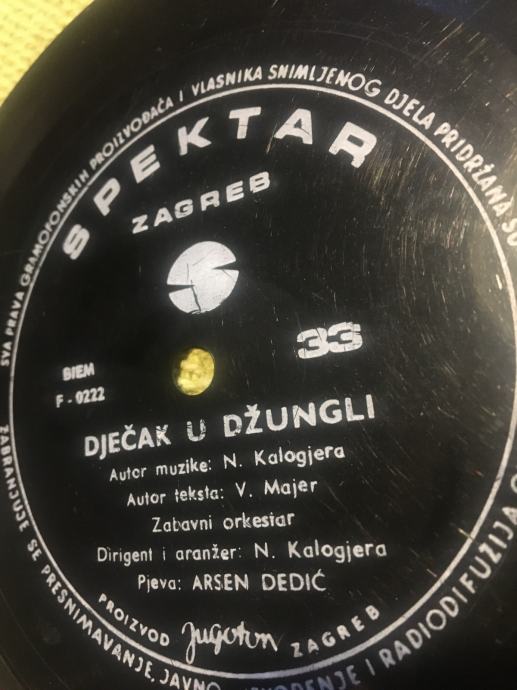 SVA PRAVA GRAMOFONSKIH PROIZVOĐAČA I VLASNIKA SNIMLJENOG DJELA PRIDRŽANA SU
SPEKTAR
ZAGREB
33
BIEM
F-0222
DJEČAK U DŽUNGLI
Autor muzike: N. Kalogjera
Autor teksta: V. Majer
Zabavni orkestar
Dirigent i aranžer: N. Kalogjera
Pjeva: ARSEN DEDIĆ
PROIZVOD Jugoton ZAGREB
ZABRANJUJE SE PRESNIMAVANJE, JAVNO I RADIODIFUZIJA